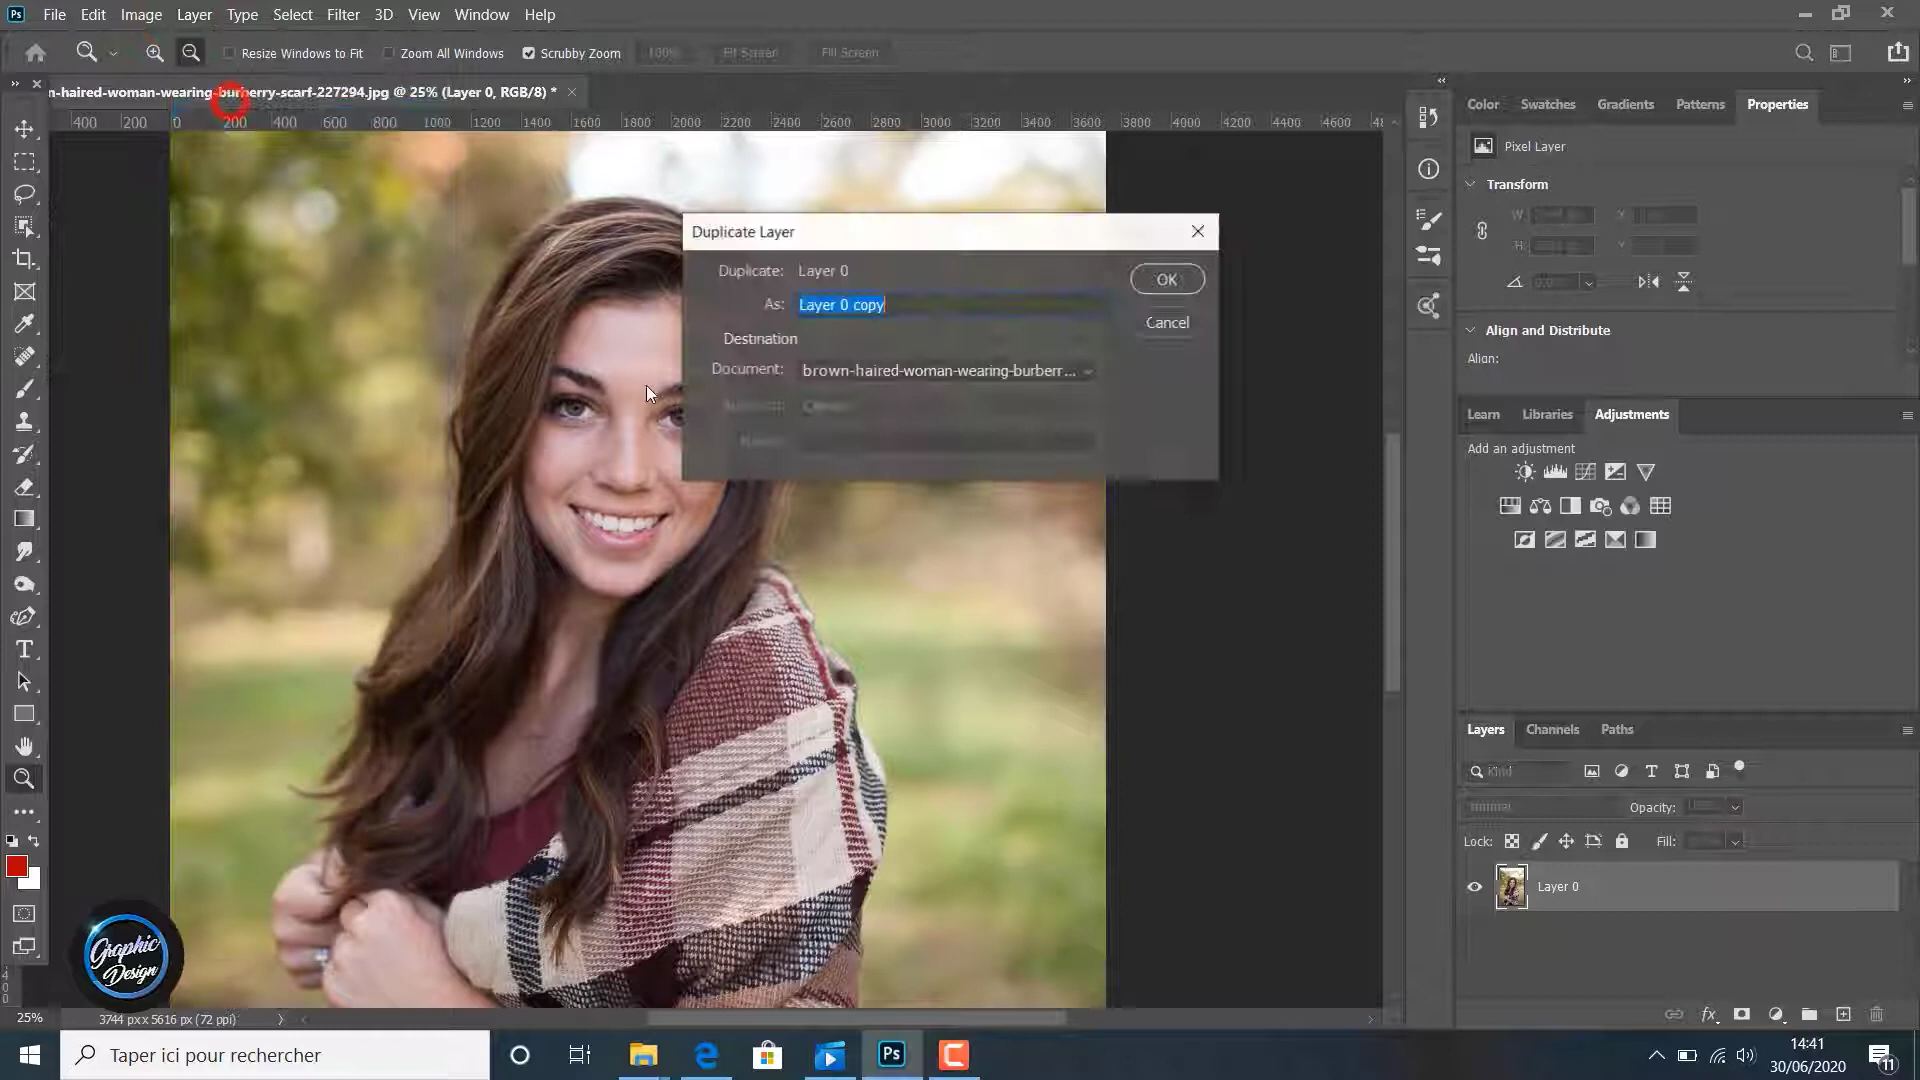 Ps File Edit Image Layer Type Select Filter 3D View Window Help
Resize Windows to Fit Zoom All Windows Scrubby Zoom 100% Fit Screen Fill Screen
n-haired-woman-wearing-burberry-scarf-227294.jpg @ 25% (Layer 0, RGB/8) *
400 200 0 200 400 600 800 1000 1200 1400 1600 1800 2000 2200 2400 2600 2800 3000 3200 3400 3600 3800 4000 4200 4400 4600
Duplicate Layer
Duplicate: Layer 0
OK
As: Layer 0 copy
Cancel
Destination
Document: brown-haired-woman-wearing-burberr...
Color Swatches Gradients Patterns Properties
Pixel Layer
Transform
W: X:
H: Y:
Align and Distribute
Align:
Learn Libraries Adjustments
Add an adjustment
Layers Channels Paths
Kind
Normal Opacity:
Lock: Fill:
Layer 0
fx
Graphic
Design
25% 3744 px x 5616 px (72 ppi)
Taper ici pour rechercher
Ps
14:41
30/06/2020
11